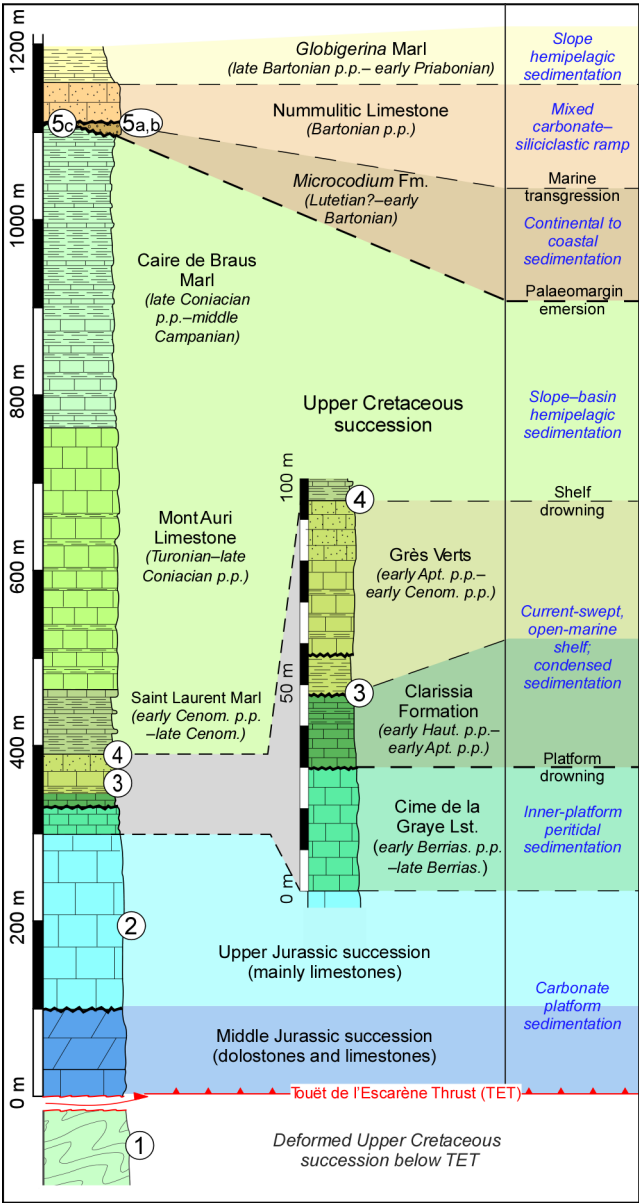 1200 m
1000 m
800 m
600 m
400 m
200 m
0 m
Globigerina Marl
(late Bartonian p.p.– early Priabonian)
Slope
hemipelagic
sedimentation
Nummulitic Limestone
(Bartonian p.p.)
Mixed
carbonate–
siliciclastic ramp
5c
5a,b
Microcodium Fm.
(Lutetian?–early
Bartonian)
Marine
transgression
Continental to
coastal
sedimentation
Palaeomargin
emersion
Caire de Braus
Marl
(late Coniacian
p.p.–middle
Campanian)
Upper Cretaceous
succession
Slope–basin
hemipelagic
sedimentation
Shelf
drowning
100 m
50 m
0 m
4
Mont Auri
Limestone
(Turonian–late
Coniacian p.p.)
Grès Verts
(early Apt. p.p.–
early Cenom. p.p.)
Current-swept,
open-marine
shelf;
condensed
sedimentation
3
Saint Laurent Marl
(early Cenom. p.p.
–late Cenom.)
Clarissia
Formation
(early Haut. p.p.–
early Apt. p.p.)
4
3
Platform
drowning
Cime de la
Graye Lst.
(early Berrias. p.p.
–late Berrias.)
Inner-platform
peritidal
sedimentation
2
Upper Jurassic succession
(mainly limestones)
Carbonate
platform
sedimentation
Middle Jurassic succession
(dolostones and limestones)
Touët de l'Escarène Thrust (TET)
1
Deformed Upper Cretaceous
succession below TET